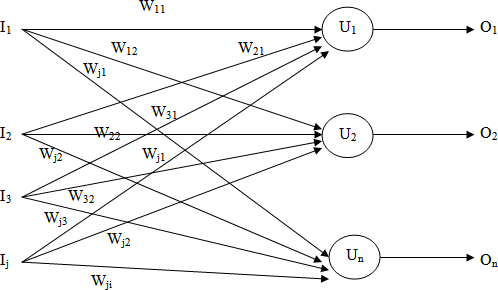 W11
I1 U1 O1
W12 W21
Wj1
W31
I2 W22 U2 O2
Wj2 Wj1
I3 W32
Wj3
Wj2
I j Un On
Wji